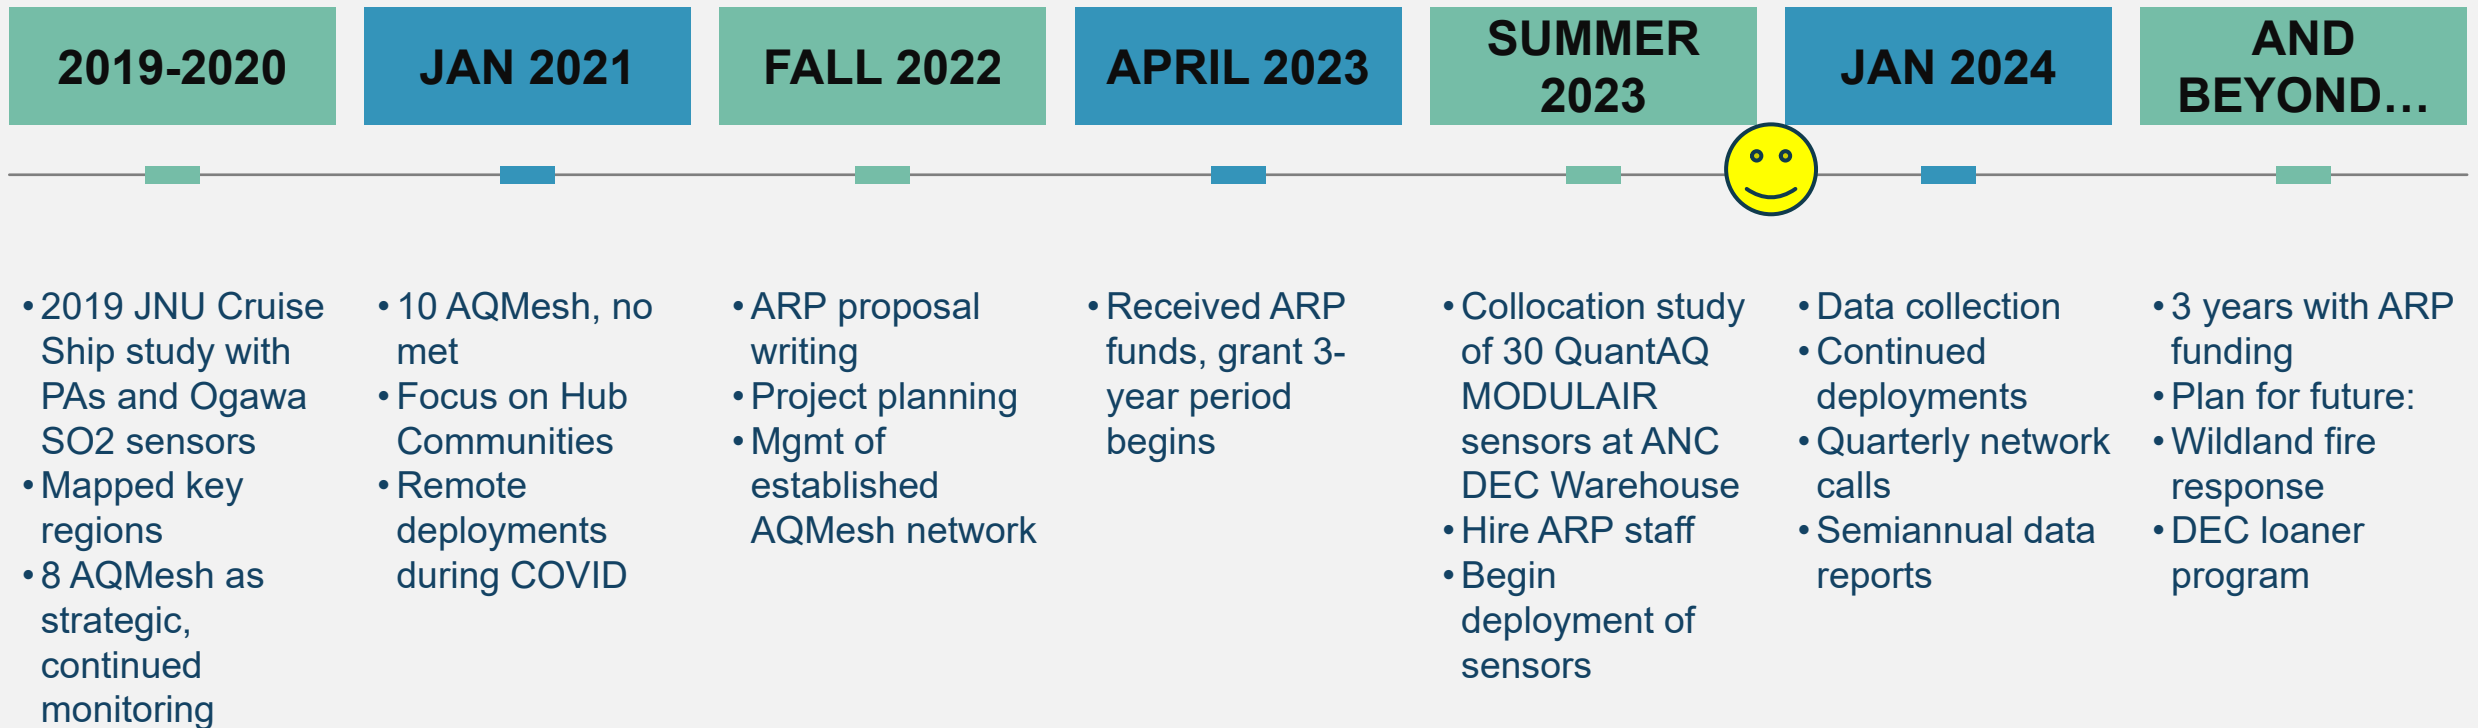 2019-2020
JAN 2021
FALL 2022
APRIL 2023
SUMMER
2023
JAN 2024
AND
BEYOND…
• 2019 JNU Cruise
Ship study with
PAs and Ogawa
SO2 sensors
• Mapped key
regions
• 8 AQMesh as
strategic,
continued
monitoring
• 10 AQMesh, no
met
• Focus on Hub
Communities
• Remote
deployments
during COVID
• ARP proposal
writing
• Project planning
• Mgmt of
established
AQMesh network
• Received ARP
funds, grant 3-
year period
begins
• Collocation study
of 30 QuantAQ
MODULAIR
sensors at ANC
DEC Warehouse
• Hire ARP staff
• Begin
deployment of
sensors
• Data collection
• Continued
deployments
• Quarterly network
calls
• Semiannual data
reports
• 3 years with ARP
funding
• Plan for future:
• Wildland fire
response
• DEC loaner
program